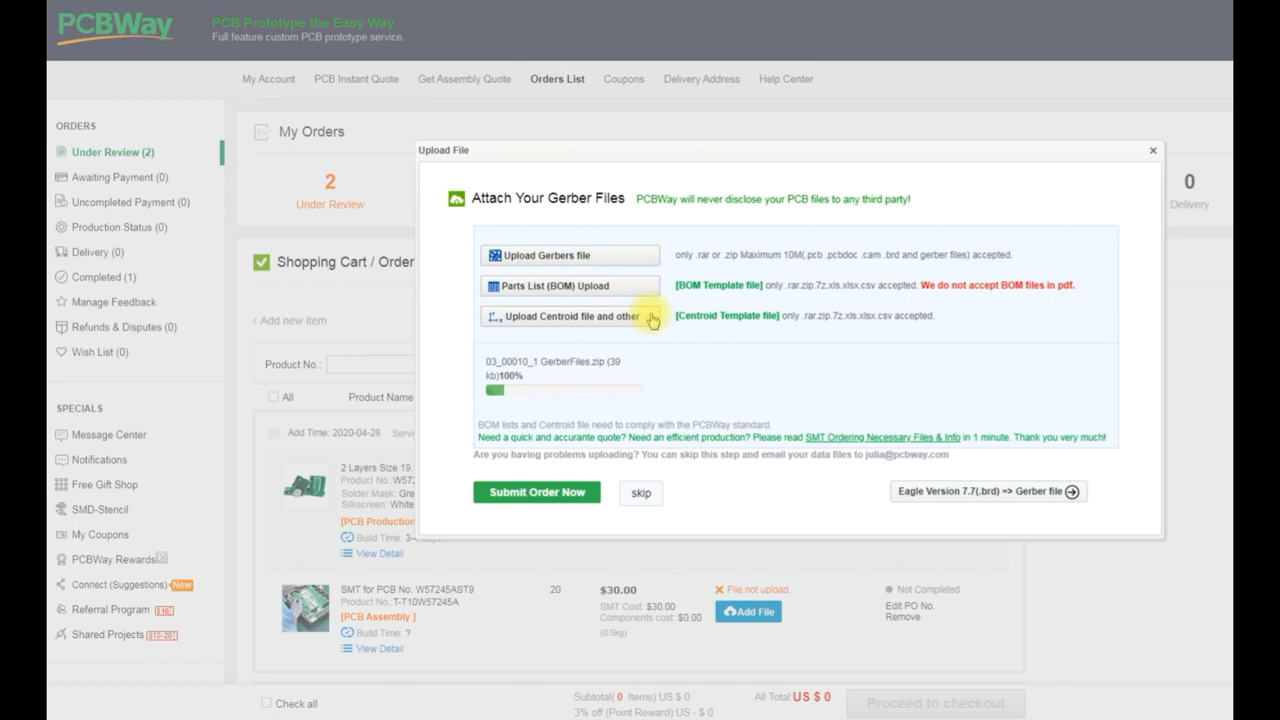 PCBWay
PCB Prototype the Easy Way
Full feature custom PCB prototype service.
My Account PCB Instant Quote Get Assembly Quote Orders List Coupons Delivery Address Help Center
ORDERS
Under Review (2)
Awaiting Payment (0)
Uncompleted Payment (0)
Production Status (0)
Delivery (0)
Completed (1)
Manage Feedback
Refunds & Disputes (0)
Wish List (0)
SPECIALS
Message Center
Notifications
Free Gift Shop
SMD-Stencil
My Coupons
PCBWay Rewards
Connect (Suggestions) New
Referral Program
Shared Projects
My Orders
2
Under Review
0
Delivery
Shopping Cart / Order
< Add new item
Product No.:
All Product Name
Add Time: 2020-04-28
2 Layers Size 19.
Product No.:W57
Solder Mask: Gre
Silkscreen: White
[PCB Production
Build Time: 3-4
View Detail
SMT for PCB No. W57245AST9
Product No.:T-T10W57245A
[PCB Assembly ]
Build Time: ?
View Detail
20
$30.00
SMT Cost: $30.00
Components cost: $0.00
(0.5kg)
File not upload.
Add File
Not Completed
Edit PO No.
Remove
Upload File
Attach Your Gerber Files PCBWay will never disclose your PCB files to any third party!
Upload Gerbers file only .rar or .zip Maximum 10M(.pcb .pcbdoc .cam .brd and gerber files) accepted.
Parts List (BOM) Upload [BOM Template file] only .rar.zip.7z.xls.xlsx.csv accepted. We do not accept BOM files in pdf.
Upload Centroid file and other [Centroid Template file] only .rar.zip.7z.xls.xlsx.csv accepted.
03_00010_1 GerberFiles.zip (39
kb)100%
BOM lists and Centroid file need to comply with the PCBWay standard.
Need a quick and accurante quote? Need an efficient production? Please read SMT Ordering Necessary Files & Info in 1 minute. Thank you very much!
Are you having problems uploading? You can skip this step and email your data files to julia@pcbway.com
Submit Order Now skip Eagle Version 7.7(.brd) => Gerber file
Check all
Subtotal( 0 Items):US $ 0
3% off (Point Reward):US - $ 0
All Total:US $ 0
Proceed to checkout